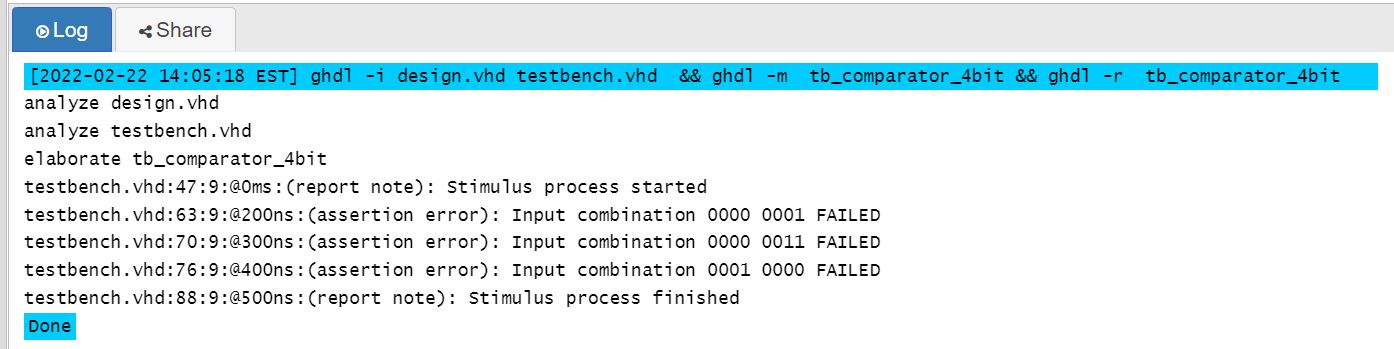 Log
Share
[2022-02-22 14:05:18 EST] ghdl -i design.vhd testbench.vhd  && ghdl -m  tb_comparator_4bit && ghdl -r  tb_comparator_4bit
analyze design.vhd
analyze testbench.vhd
elaborate tb_comparator_4bit
testbench.vhd:47:9:@0ms:(report note): Stimulus process started
testbench.vhd:63:9:@200ns:(assertion error): Input combination 0000 0001 FAILED
testbench.vhd:70:9:@300ns:(assertion error): Input combination 0000 0011 FAILED
testbench.vhd:76:9:@400ns:(assertion error): Input combination 0001 0000 FAILED
testbench.vhd:88:9:@500ns:(report note): Stimulus process finished
Done